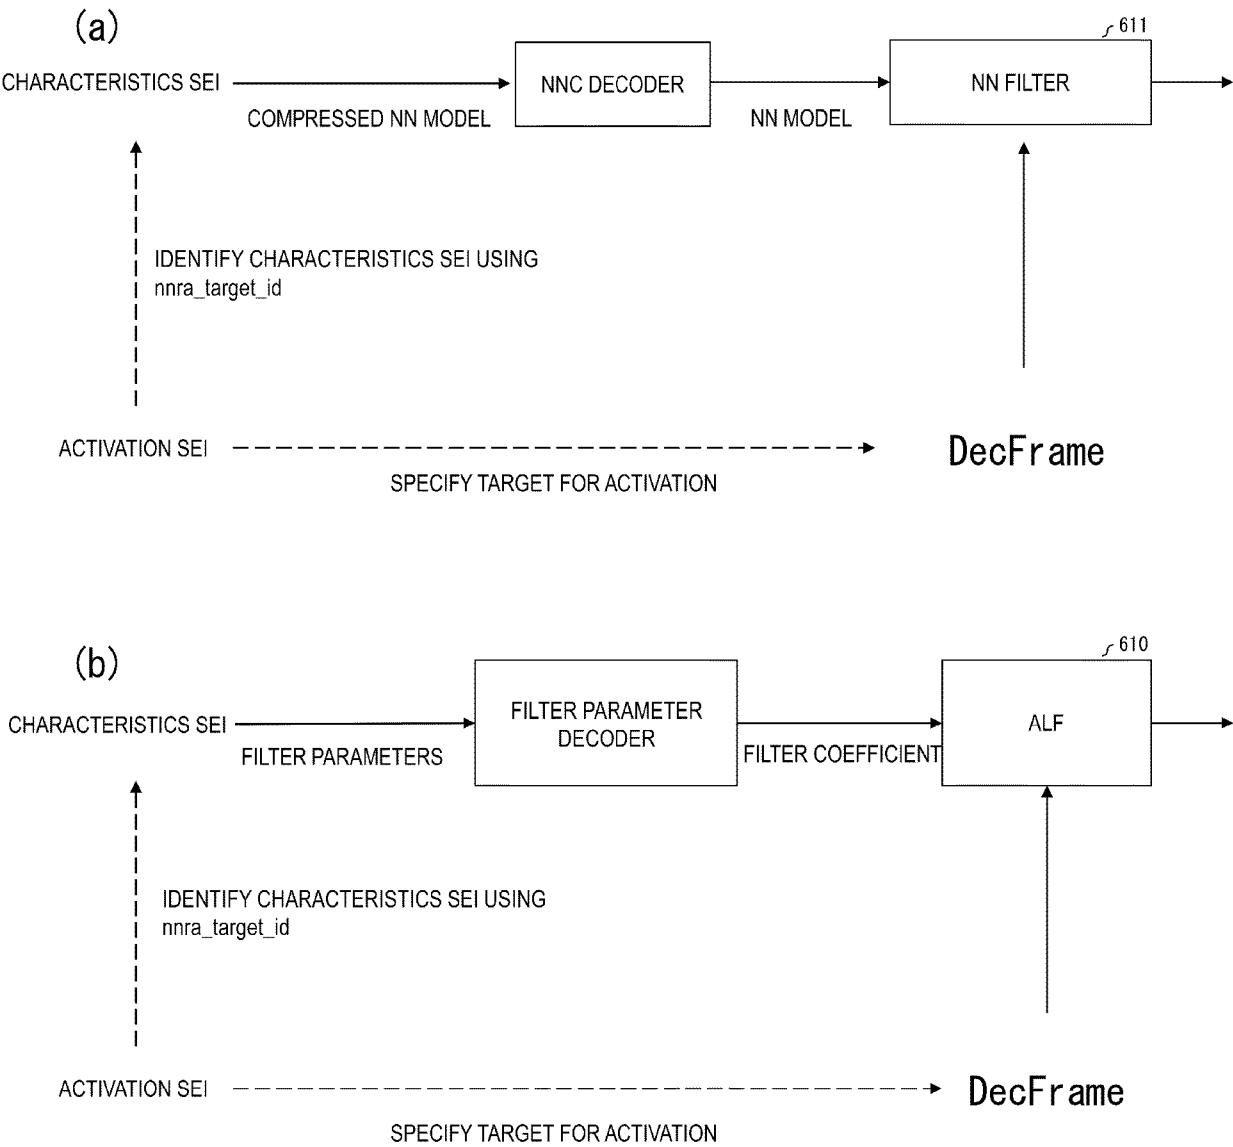 (a)
611
CHARACTERISTICS SEI
NNC DECODER
NN FILTER
COMPRESSED NN MODEL
NN MODEL
IDENTIFY CHARACTERISTICS SEI USING
nnra_target_id
ACTIVATION SEI
DecFrame
SPECIFY TARGET FOR ACTIVATION
(b)
610
CHARACTERISTICS SEI
FILTER PARAMETER
DECODER
ALF
FILTER PARAMETERS
FILTER COEFFICIENT
IDENTIFY CHARACTERISTICS SEI USING
nnra_target_id
ACTIVATION SEI
DecFrame
SPECIFY TARGET FOR ACTIVATION